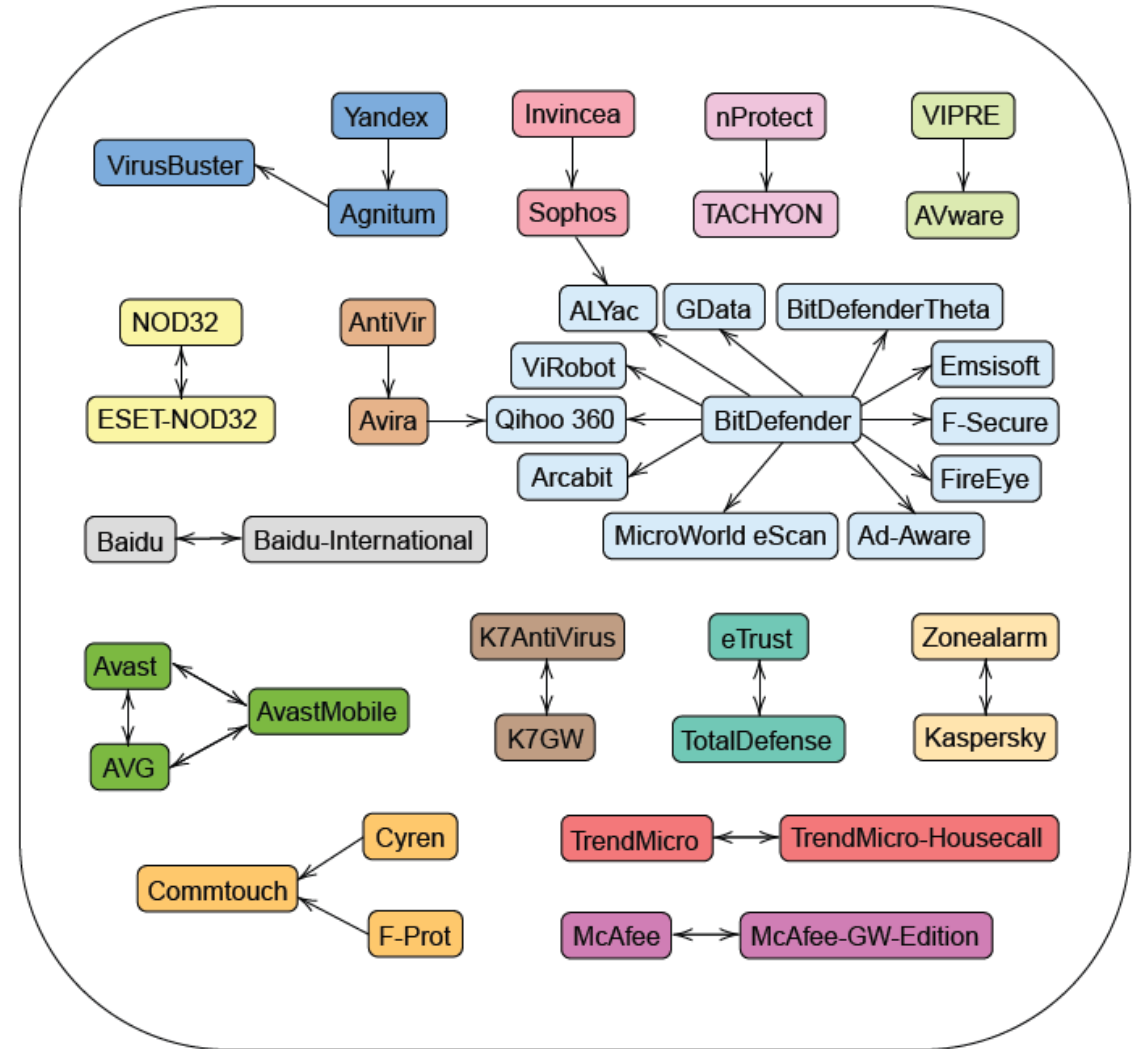 Yandex
Invincea
nProtect
VIPRE
VirusBuster
Agnitum
Sophos
TACHYON
AVware
NOD32
AntiVir
ALYac
GData
BitDefenderTheta
ViRobot
Emsisoft
ESET-NOD32
Avira
Qihoo 360
BitDefender
F-Secure
Arcabit
FireEye
Baidu
Baidu-International
MicroWorld eScan
Ad-Aware
K7AntiVirus
eTrust
Zonealarm
Avast
AvastMobile
AVG
K7GW
TotalDefense
Kaspersky
Cyren
TrendMicro
TrendMicro-Housecall
Commtouch
F-Prot
McAfee
McAfee-GW-Edition